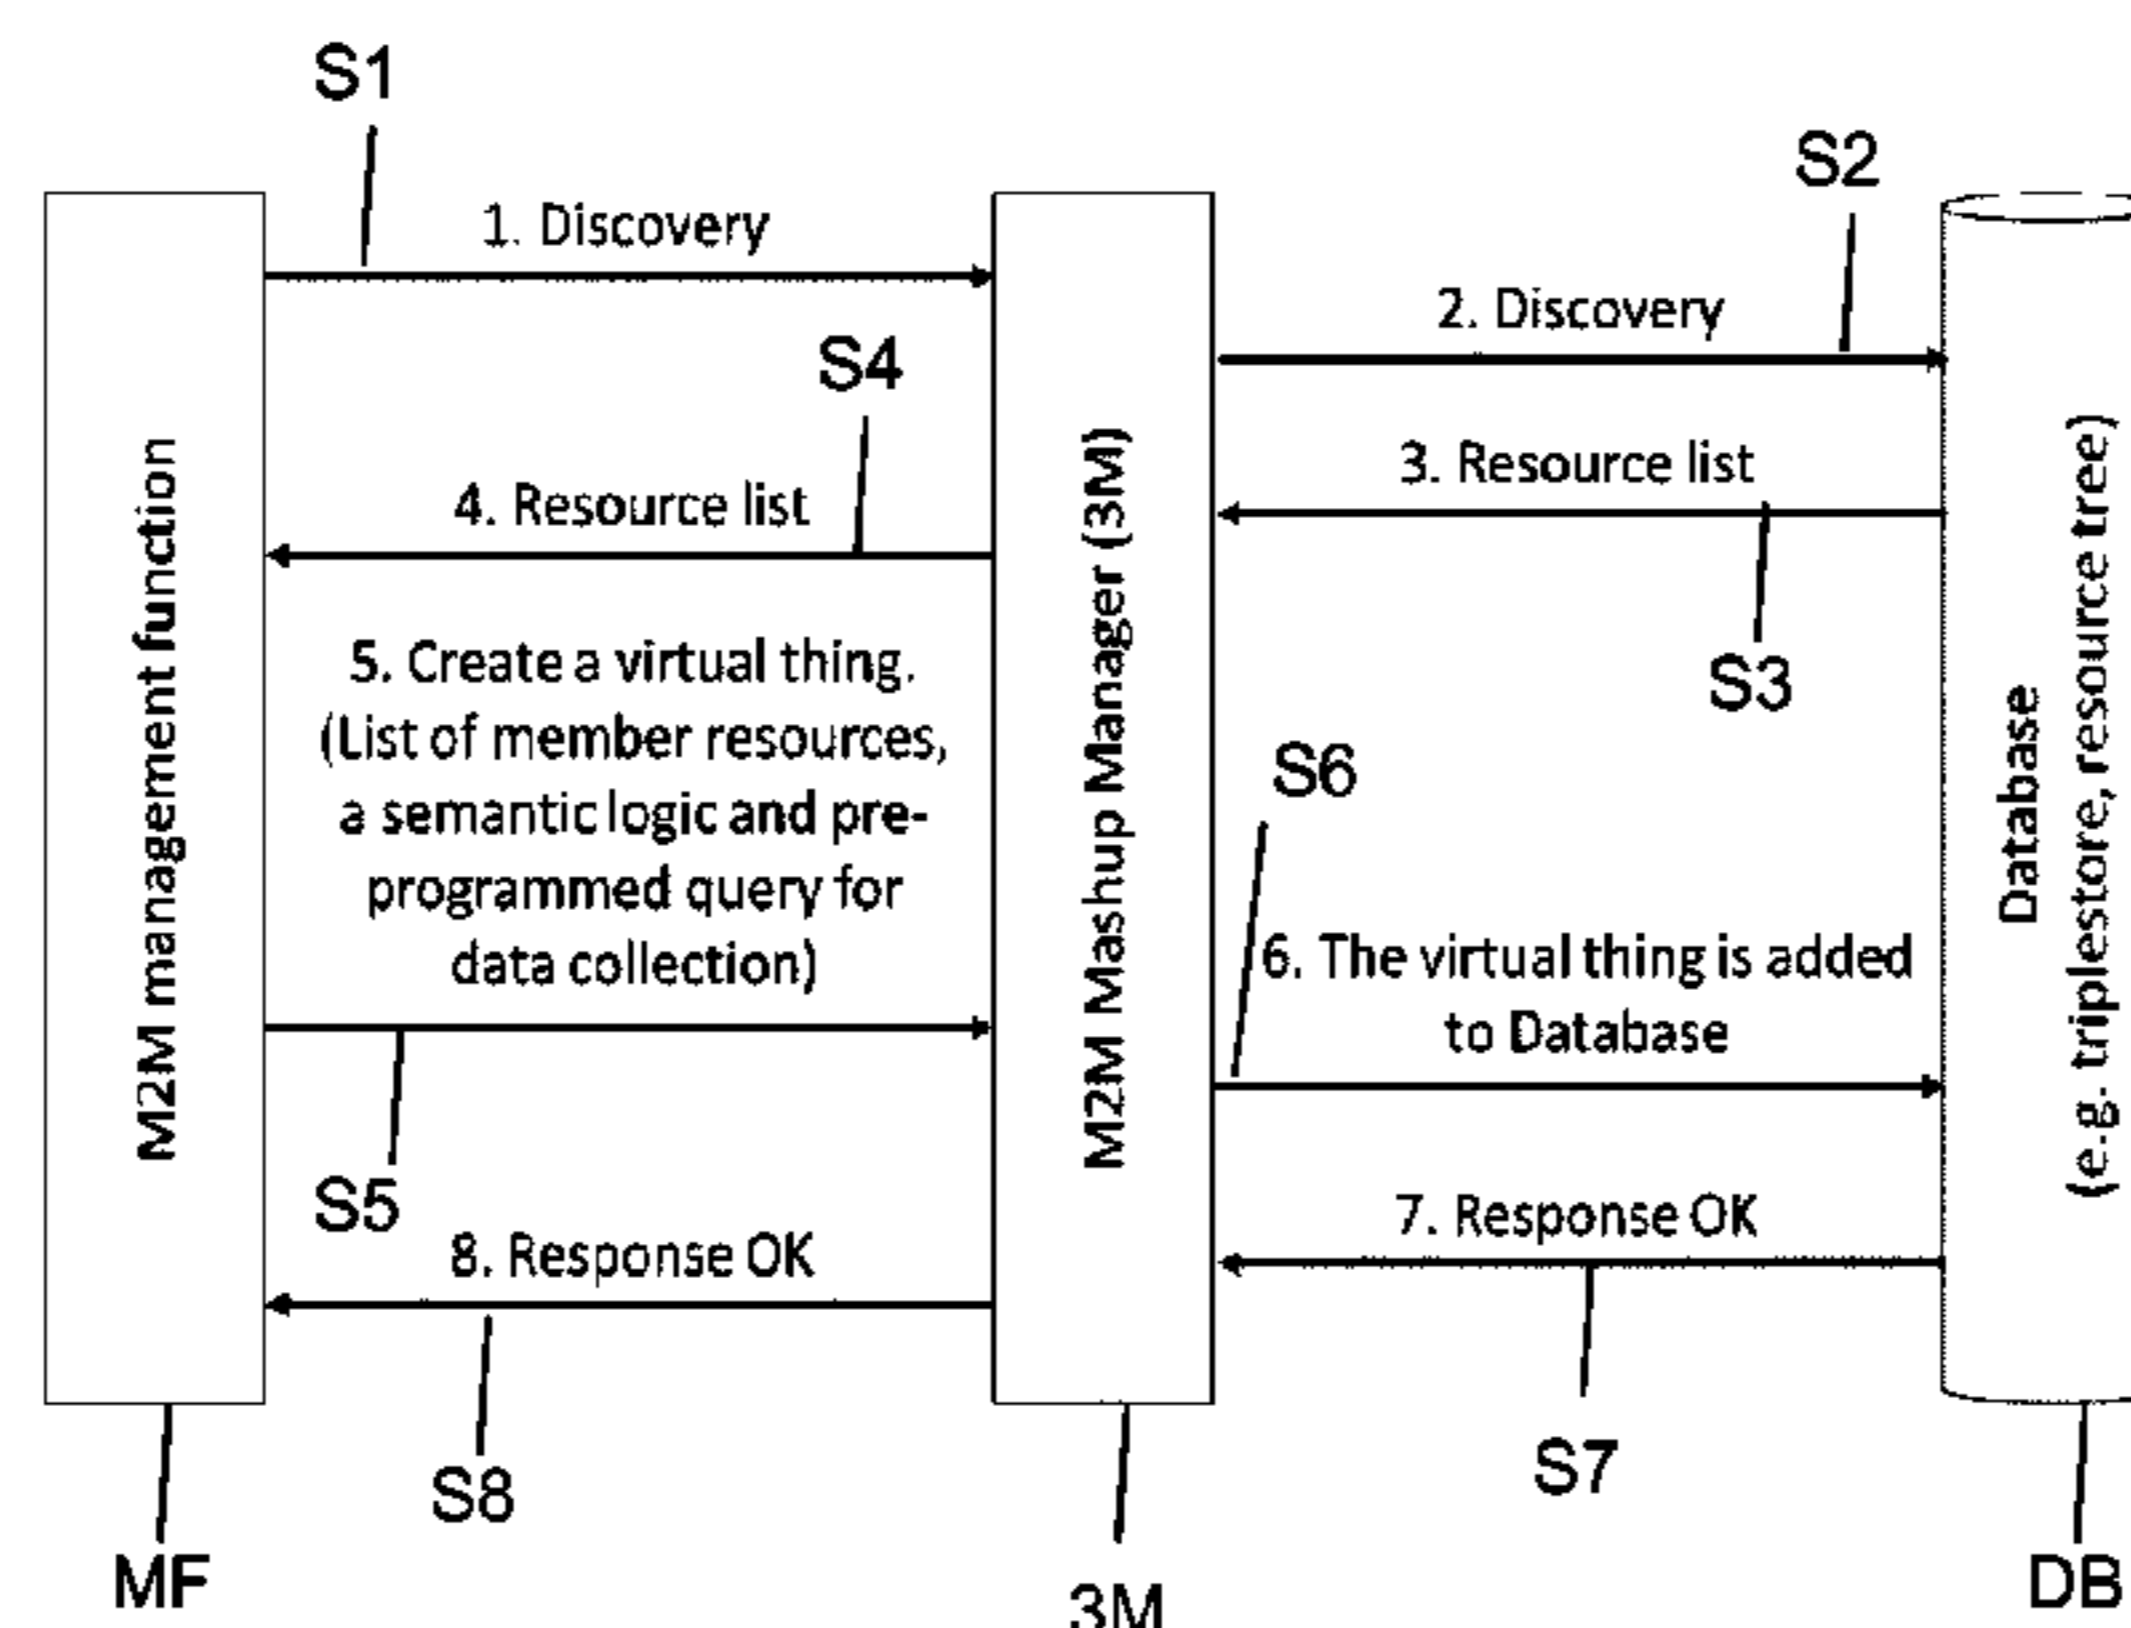 S1
S2
1. Discovery
2. Discovery
S4
3. Resource list
4. Resource list
S3
5. Create a virtual thing.
(List of member resources,
a semantic logic and pre-
programmed query for
data collection)
S6
6. The virtual thing is added
to Database
S5
7. Response OK
8. Response OK
S7
S8
M2M management function
M2M Mashup Manager (3M)
Database
(e.g. triplestore, resource tree)
MF
3M
DB